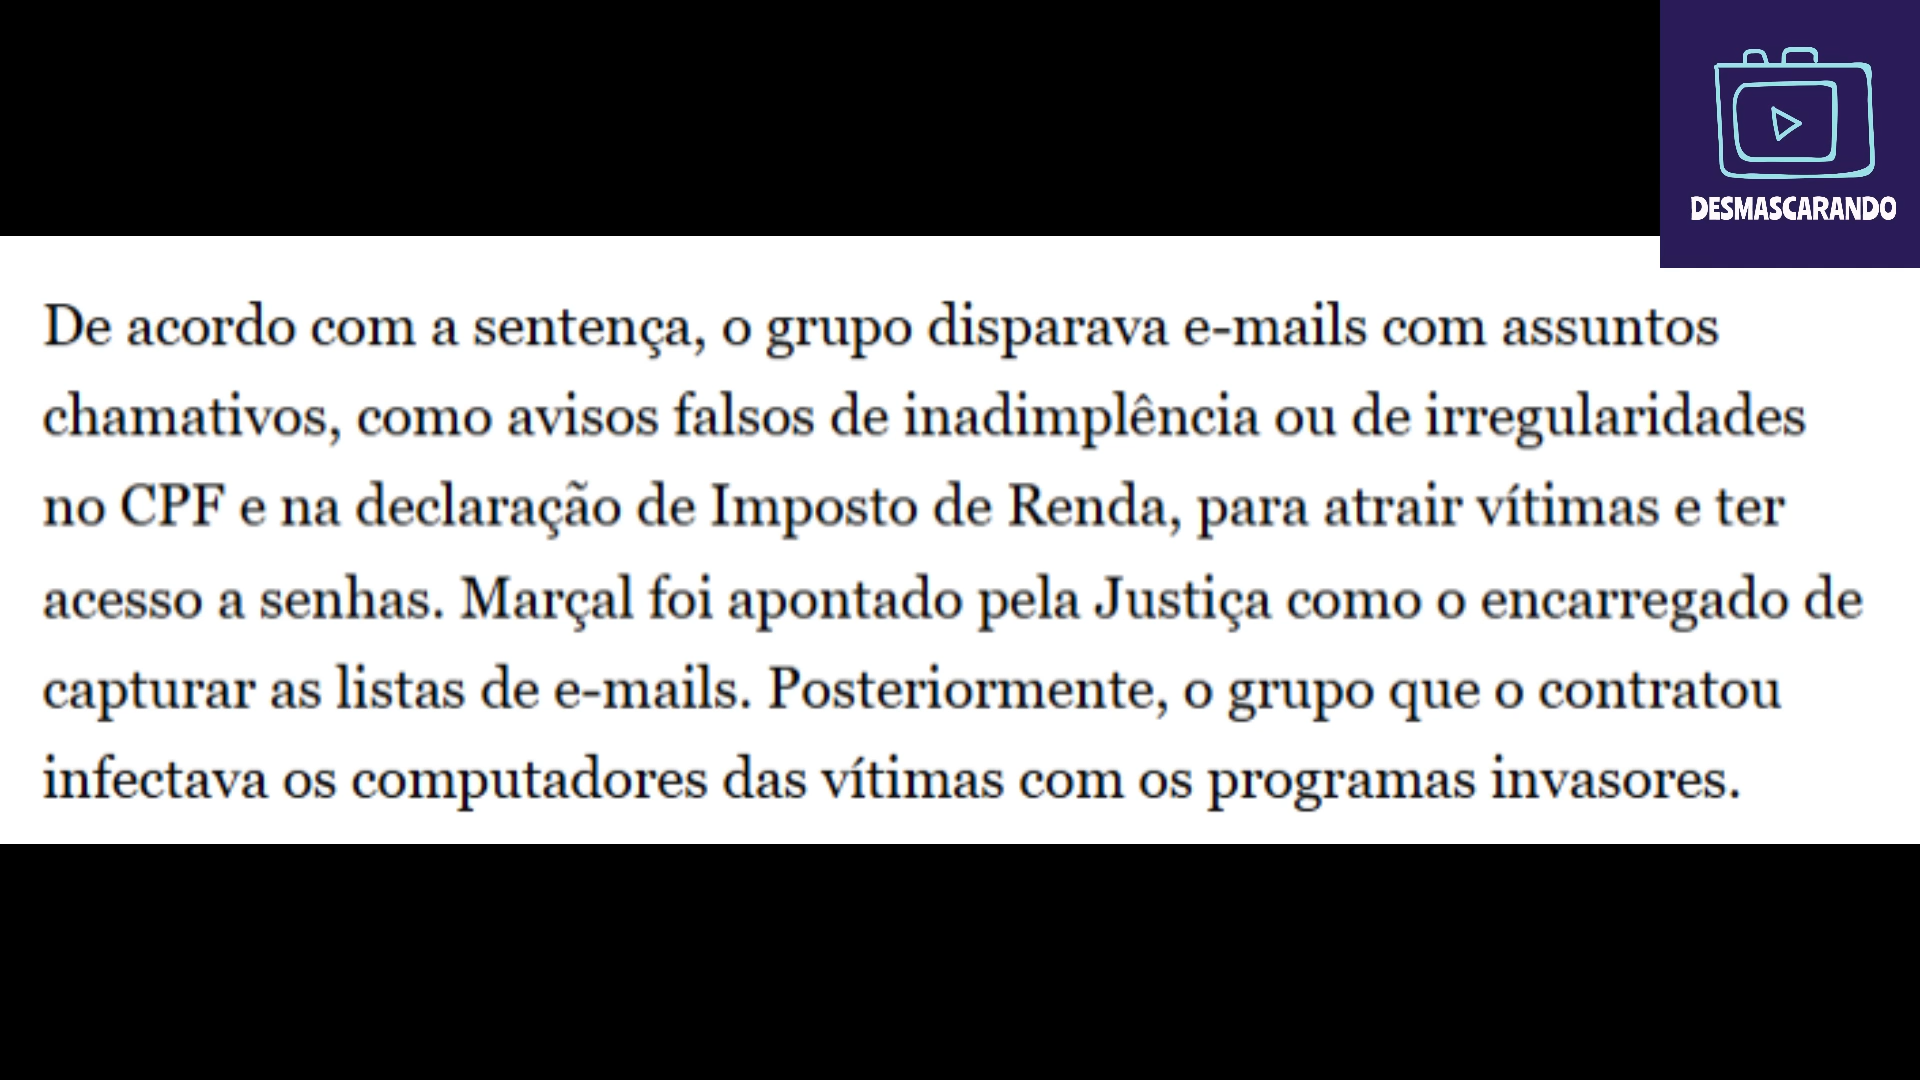 DESMASCARANDO
De acordo com a sentença, o grupo disparava e-mails com assuntos
chamativos, como avisos falsos de inadimplência ou de irregularidades
no CPF e na declaração de Imposto de Renda, para atrair vítimas e ter
acesso a senhas. Marçal foi apontado pela Justiça como o encarregado de
capturar as listas de e-mails. Posteriormente, o grupo que o contratou
infectava os computadores das vítimas com os programas invasores.